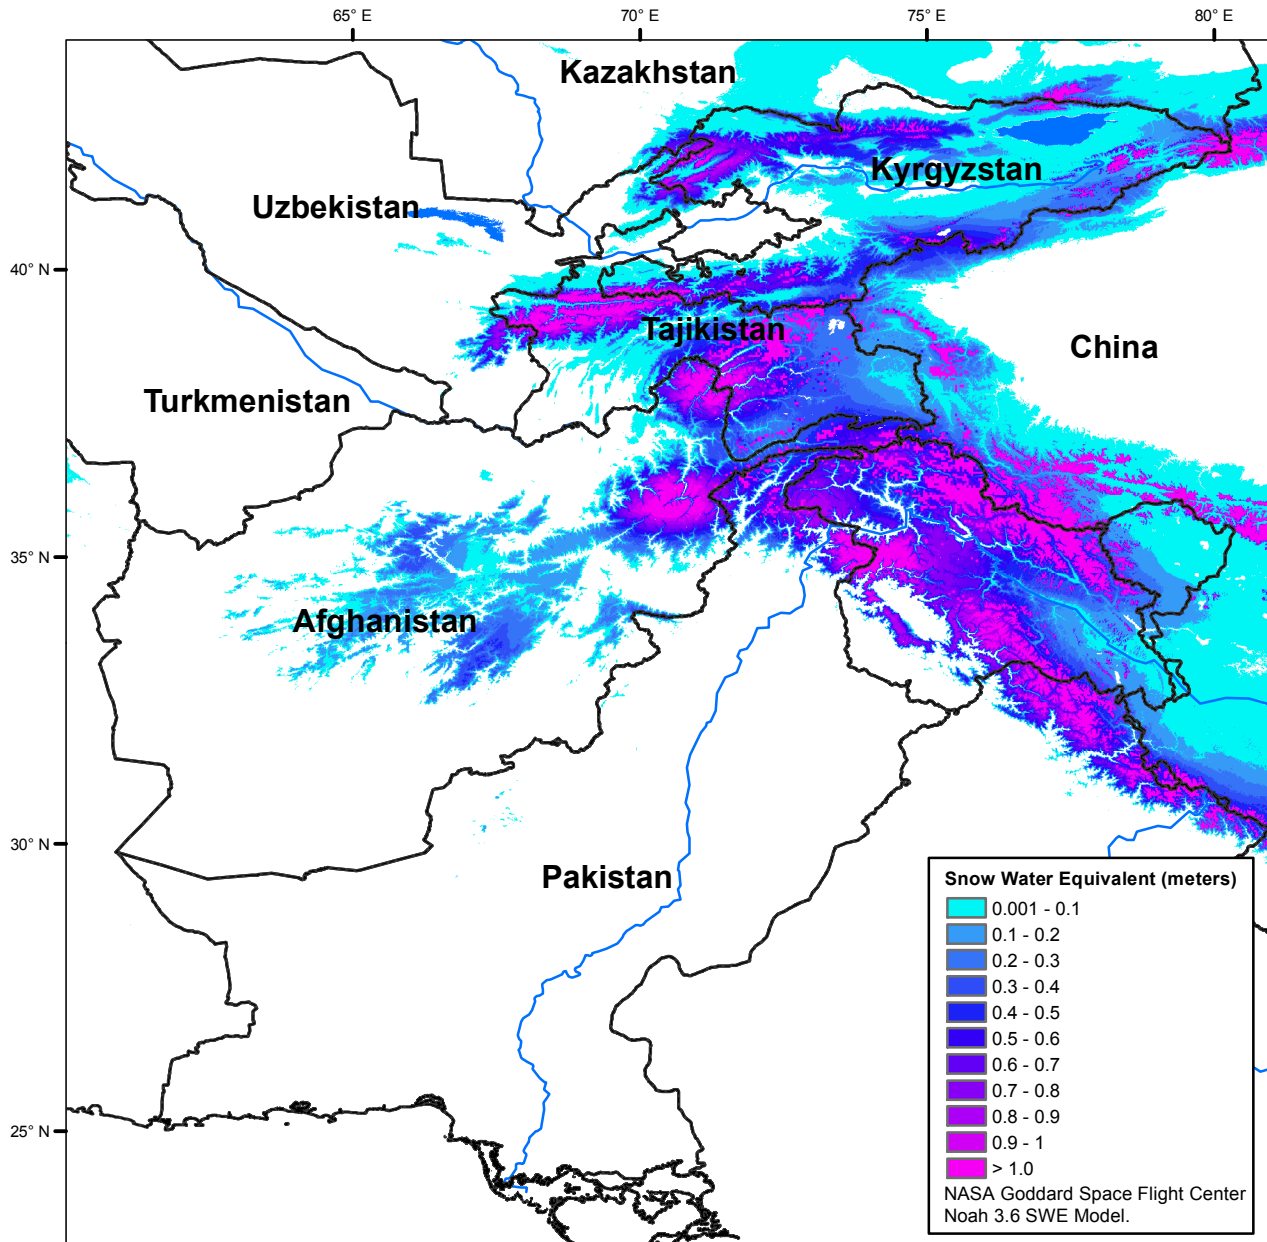 65° E
70° E
75° E
80° E
Kazakhstan
Kyrgyzstan
Uzbekistan
40° N
Tajikistan
China
Turkmenistan
35° N
Afghanistan
30° N
Pakistan
25° N
Snow Water Equivalent (meters)
0.001 - 0.1
0.1 - 0.2
0.2 - 0.3
0.3 - 0.4
0.4 - 0.5
0.5 - 0.6
0.6 - 0.7
0.7 - 0.8
0.8 - 0.9
0.9 - 1
> 1.0
NASA Goddard Space Flight Center
Noah 3.6 SWE Model.